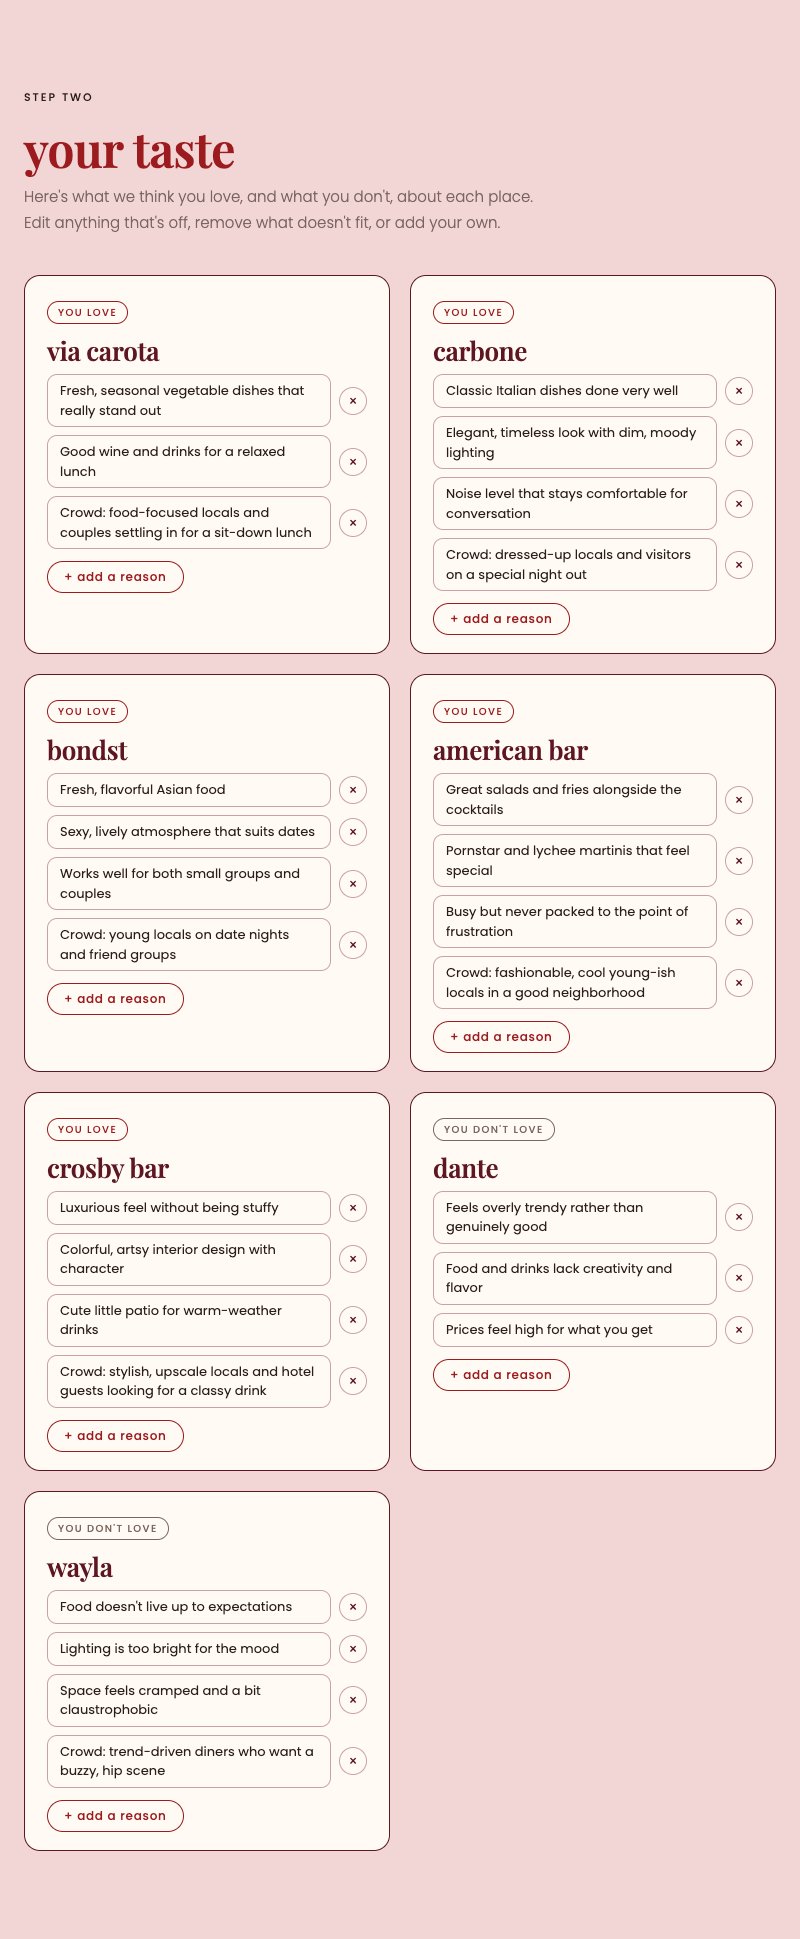 STEP TWO
your taste
Here's what we think you love, and what you don't, about each place.
Edit anything that's off, remove what doesn't fit, or add your own.
YOU LOVE
via carota
Fresh, seasonal vegetable dishes that
really stand out
×
Good wine and drinks for a relaxed
lunch
×
Crowd: food-focused locals and
couples settling in for a sit-down lunch
×
+ add a reason
YOU LOVE
carbone
Classic Italian dishes done very well
×
Elegant, timeless look with dim, moody
lighting
×
Noise level that stays comfortable for
conversation
×
Crowd: dressed-up locals and visitors
on a special night out
×
+ add a reason
YOU LOVE
bondst
Fresh, flavorful Asian food
×
Sexy, lively atmosphere that suits dates
×
Works well for both small groups and
couples
×
Crowd: young locals on date nights
and friend groups
×
+ add a reason
YOU LOVE
american bar
Great salads and fries alongside the
cocktails
×
Pornstar and lychee martinis that feel
special
×
Busy but never packed to the point of
frustration
×
Crowd: fashionable, cool young-ish
locals in a good neighborhood
×
+ add a reason
YOU LOVE
crosby bar
Luxurious feel without being stuffy
×
Colorful, artsy interior design with
character
×
Cute little patio for warm-weather
drinks
×
Crowd: stylish, upscale locals and hotel
guests looking for a classy drink
×
+ add a reason
YOU DON'T LOVE
dante
Feels overly trendy rather than
genuinely good
×
Food and drinks lack creativity and
flavor
×
Prices feel high for what you get
×
+ add a reason
YOU DON'T LOVE
wayla
Food doesn't live up to expectations
×
Lighting is too bright for the mood
×
Space feels cramped and a bit
claustrophobic
×
Crowd: trend-driven diners who want a
buzzy, hip scene
×
+ add a reason